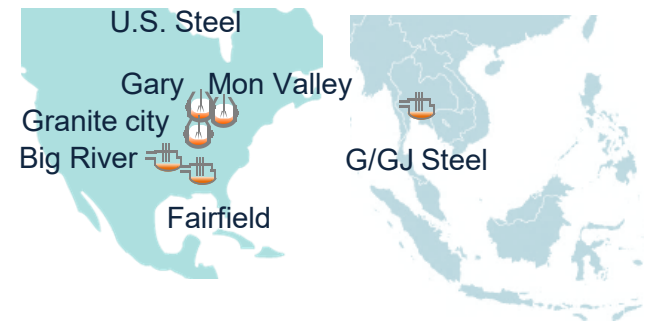 U.S. Steel
Gary Mon Valley
Granite city
Big River
Fairfield
G/GJ Steel